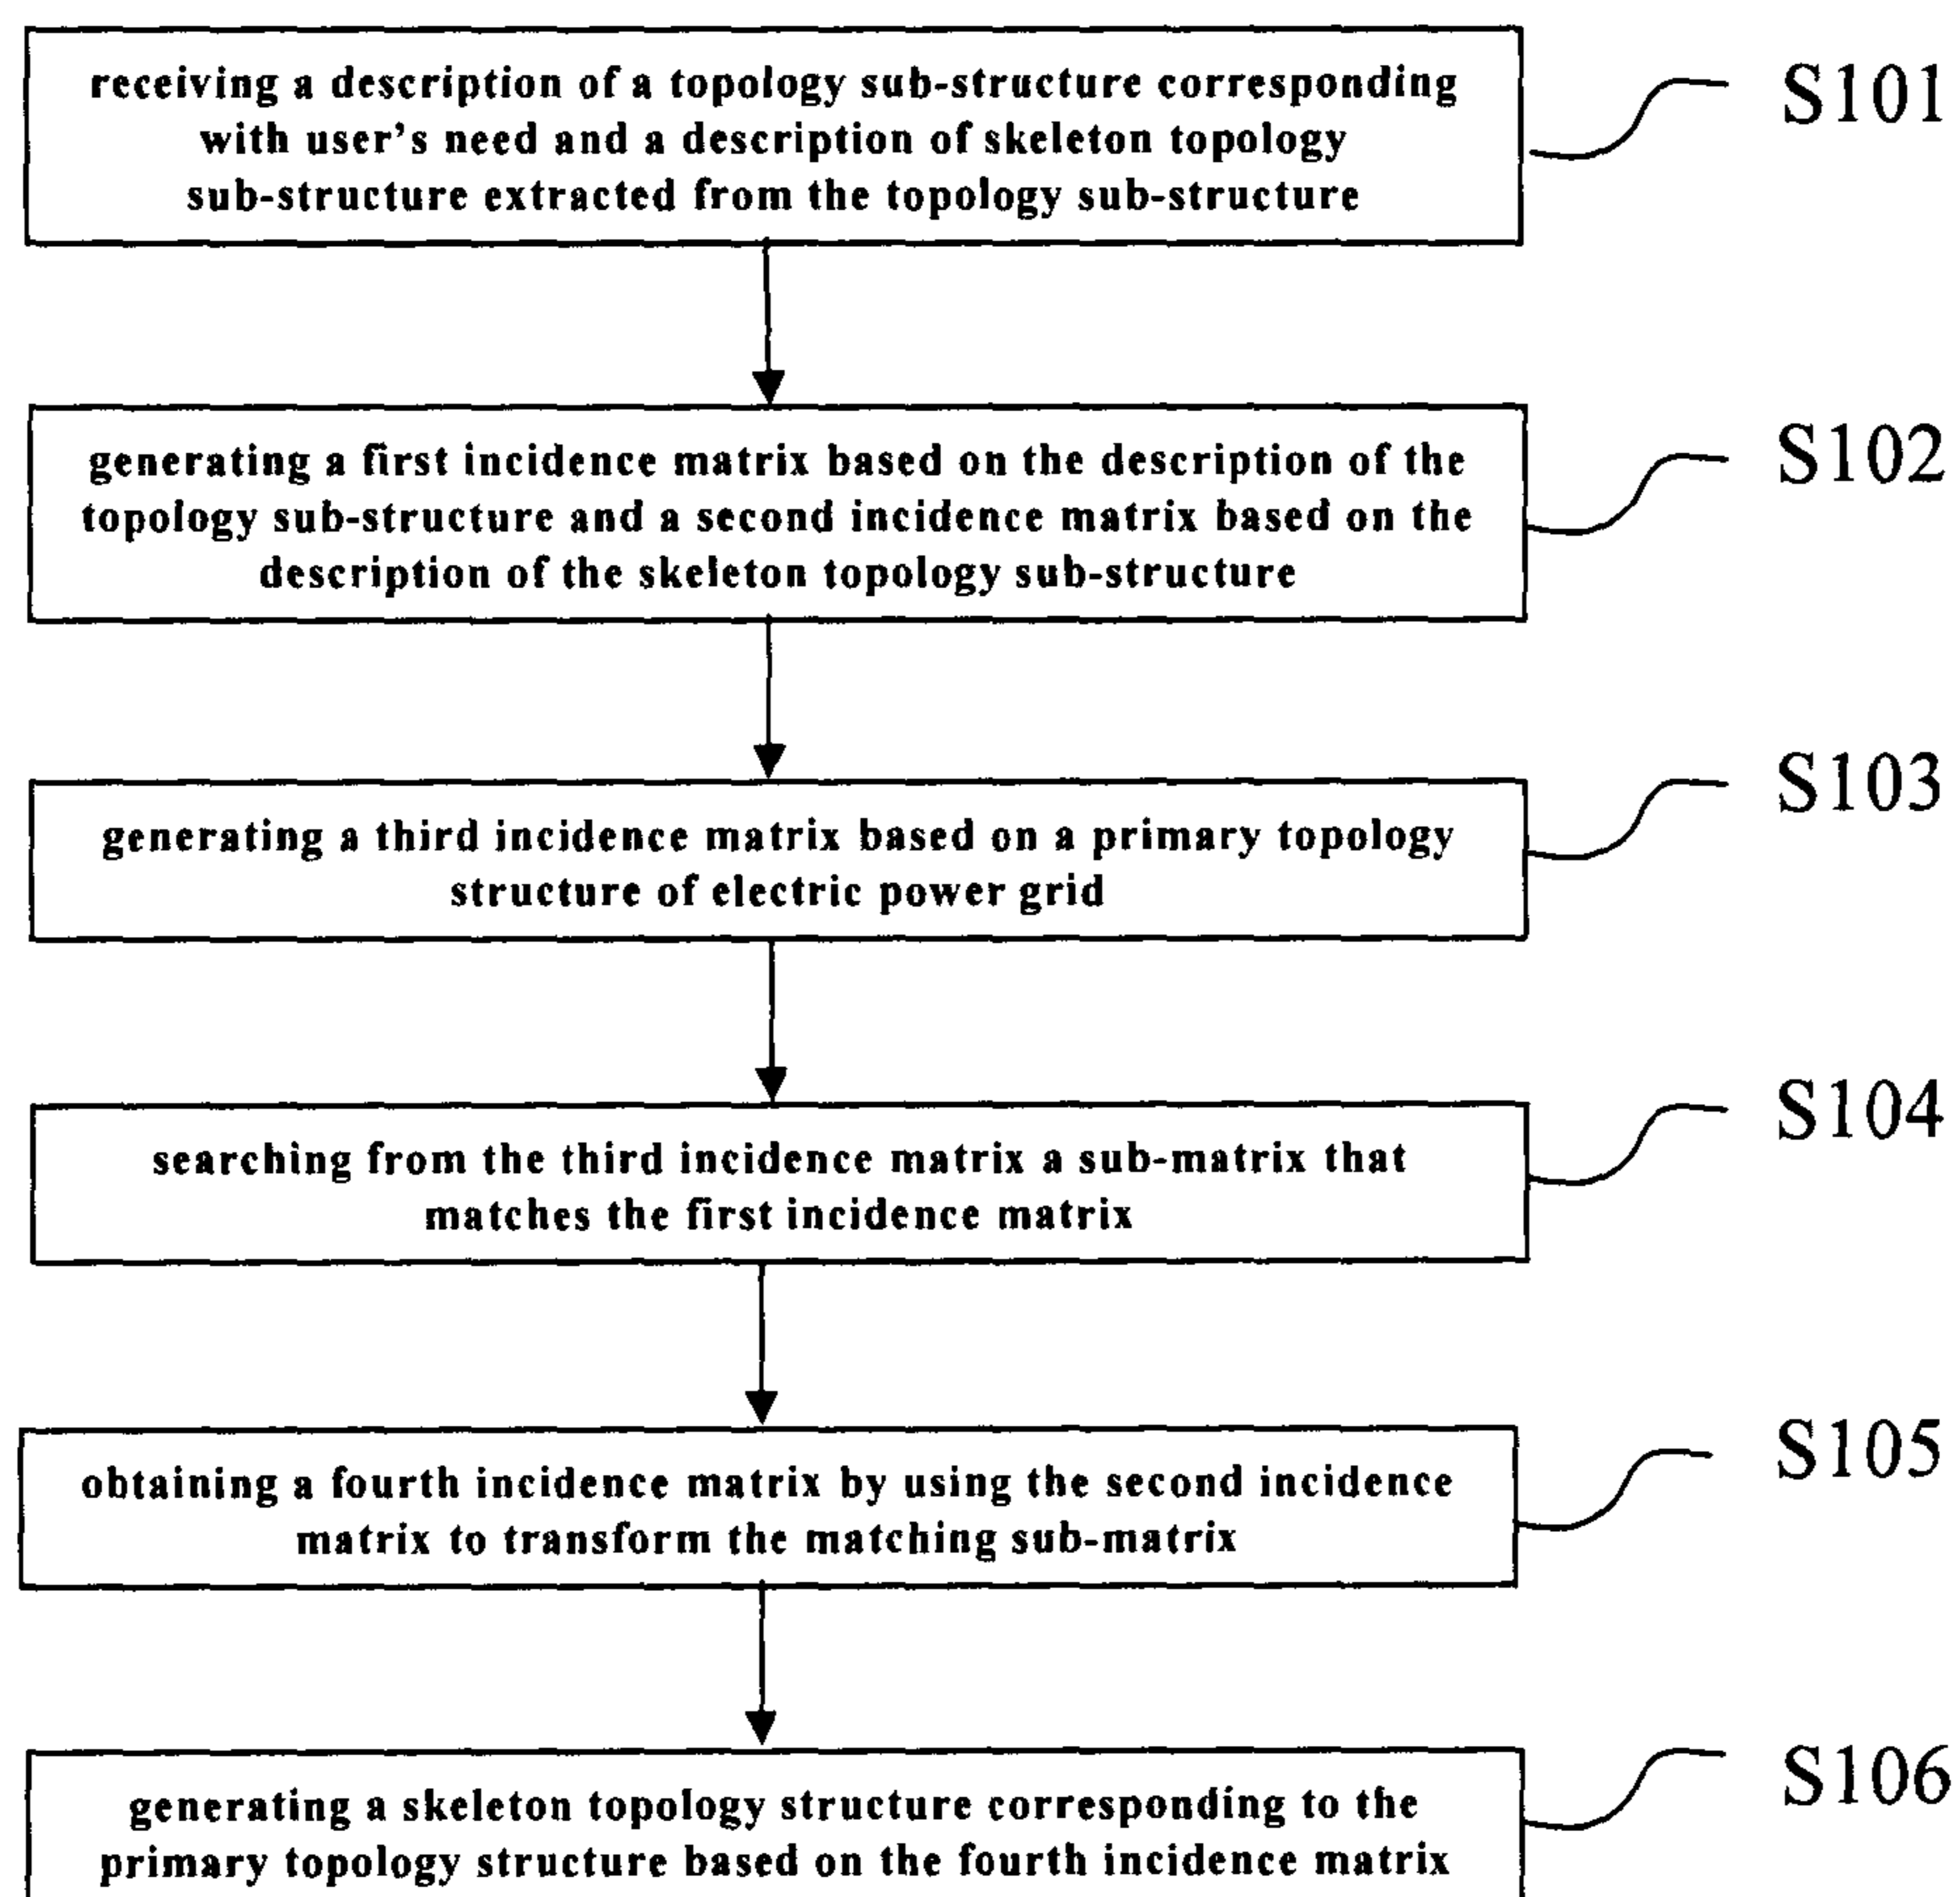 receiving a description of a topology sub-structure corresponding
with user's need and a description of skeleton topology
sub-structure extracted from the topology sub-structure
S101
generating a first incidence matrix based on the description of the
topology sub-structure and a second incidence matrix based on the
description of the skeleton topology sub-structure
S102
generating a third incidence matrix based on a primary topology
structure of electric power grid
S103
searching from the third incidence matrix a sub-matrix that
matches the first incidence matrix
S104
obtaining a fourth incidence matrix by using the second incidence
matrix to transform the matching sub-matrix
S105
generating a skeleton topology structure corresponding to the
primary topology structure based on the fourth incidence matrix
S106